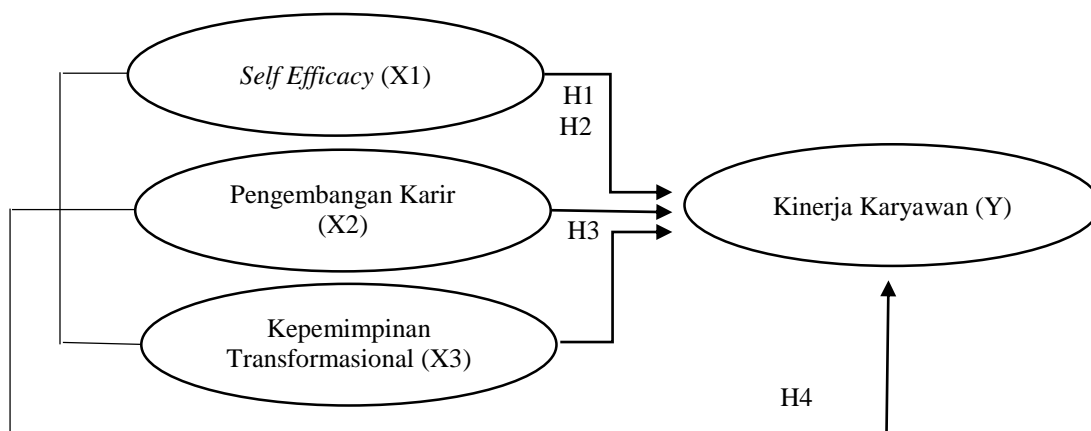 Self Efficacy (X1)
H1
H2
Pengembangan Karir
(X2)
Kinerja Karyawan (Y)
H3
Kepemimpinan
Transformasional (X3)
H4